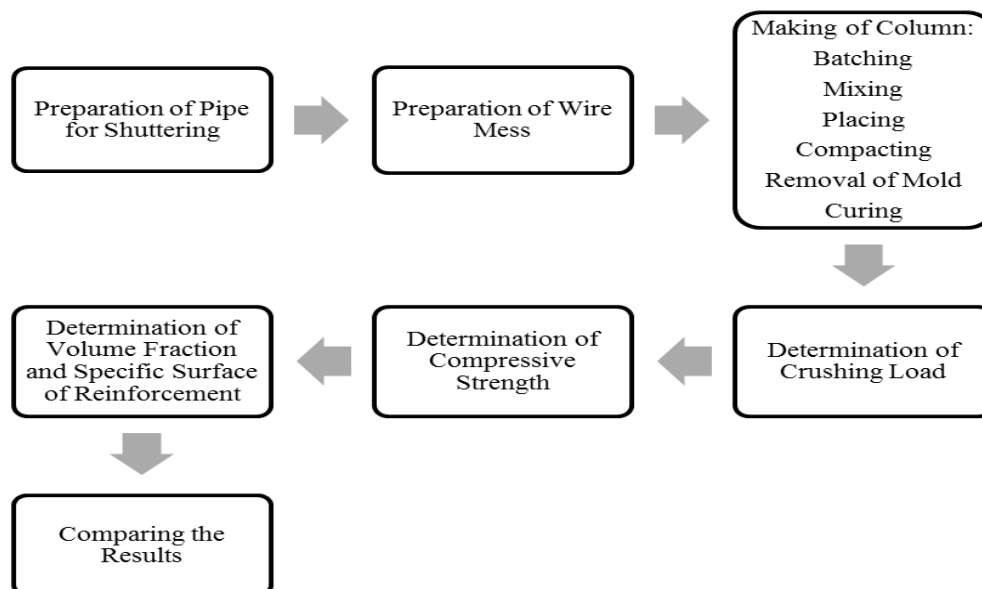 Preparation of Pipe
for Shuttering
Preparation of Wire
Mess
Making of Column:
Batching
Mixing
Placing
Compacting
Removal of Mold
Curing
Determination of
Crushing Load
Determination of
Compressive
Strength
Determination of
Volume Fraction
and Specific Surface
of Reinforcement
Comparing the
Results